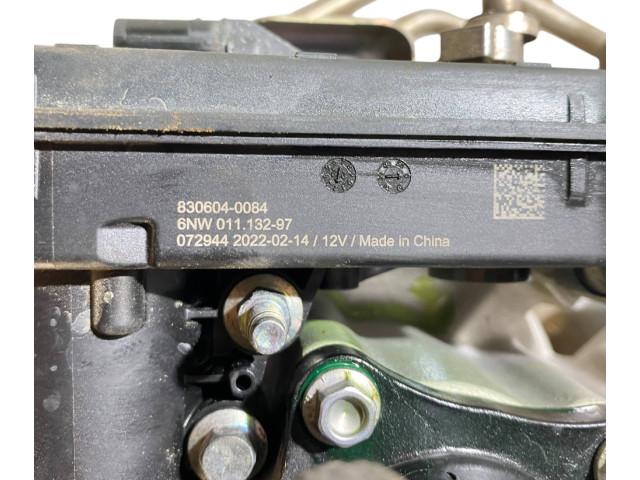 830604-0084
6NW 011.132-97
072944 2022-02-14 / 12V / Made in China